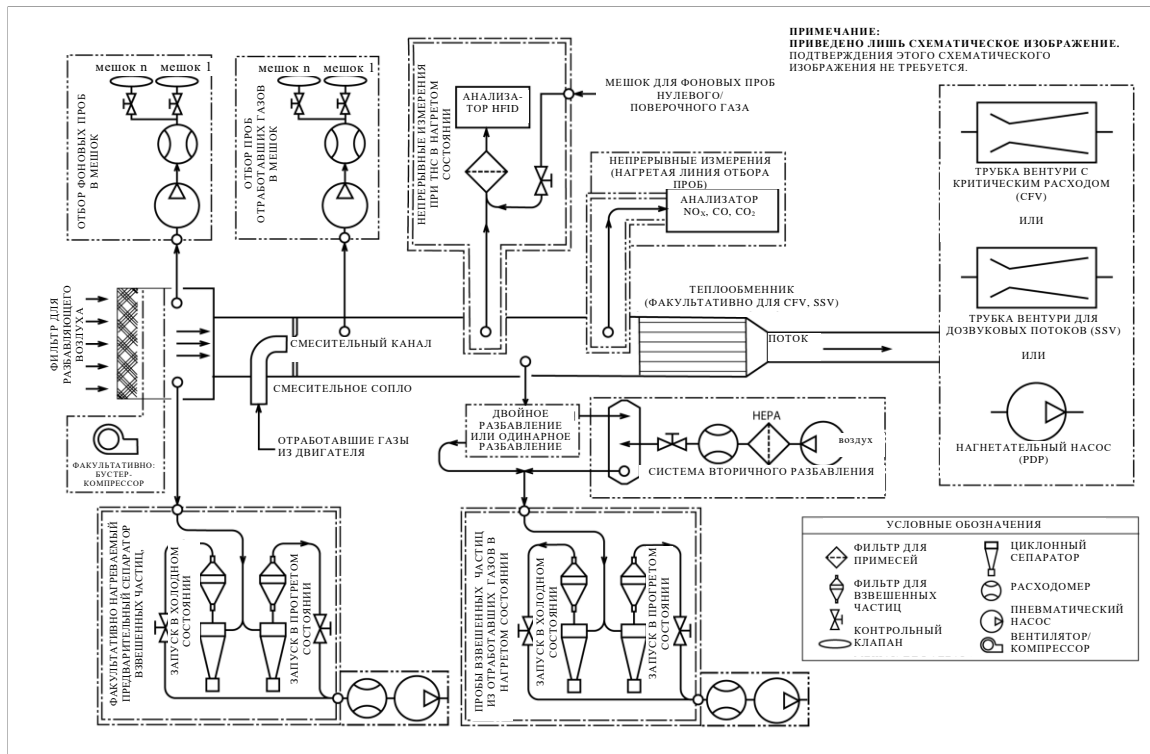 ПРИМЕЧАНИЕ:
ПРИВЕДЕНО ЛИШЬ СХЕМАТИЧЕСКОЕ ИЗОБРАЖЕНИЕ.
ПОДТВЕРЖДЕНИЯ ЭТОГО СХЕМАТИЧЕСКОГО
ИЗОБРАЖЕНИЯ НЕ ТРЕБУЕТСЯ.
мешок n мешок 1
ОТБОР ФОНОВЫХ ПРОБ
В МЕШОК
мешок n мешок 1
ОТБОР ПРОБ
ОТРАБОТАВШИХ ГАЗОВ
В МЕШОК
НЕПРЕРЫВНЫЕ ИЗМЕРЕНИЯ
ПРИ ТНС В НАГРЕТОМ
СОСТОЯНИИ
АНАЛИЗА-
ТОР HFID
МЕШОК ДЛЯ ФОНОВЫХ ПРОБ
НУЛЕВОГО/
ПОВЕРОЧНОГО ГАЗА
НЕПРЕРЫВНЫЕ ИЗМЕРЕНИЯ
(НАГРЕТАЯ ЛИНИЯ ОТБОРА
ПРОБ)
АНАЛИЗАТОР
NOX, CO, CO2
ТРУБКА ВЕНТУРИ С
КРИТИЧЕСКИМ РАСХОДОМ
(CFV)
ИЛИ
ТРУБКА ВЕНТУРИ ДЛЯ
ДОЗВУКОВЫХ ПОТОКОВ (SSV)
ИЛИ
НАГНЕТАТЕЛЬНЫЙ НАСОС
(PDP)
ФИЛЬТР ДЛЯ
РАЗБАВЛЯЮЩЕГО
ВОЗДУХА
ТЕПЛООБМЕННИК
(ФАКУЛЬТАТИВНО ДЛЯ CFV, SSV)
СМЕСИТЕЛЬНЫЙ КАНАЛ
ПОТОК
СМЕСИТЕЛЬНОЕ СОПЛО
ОТРАБОТАВШИЕ ГАЗЫ
ИЗ ДВИГАТЕЛЯ
ФАКУЛЬТАТИВНО:
БУСТЕР-
КОМПРЕССОР
ДВОЙНОЕ
РАЗБАВЛЕНИЕ
ИЛИ ОДИНАРНОЕ
РАЗБАВЛЕНИЕ
HEPA
воздух
СИСТЕМА ВТОРИЧНОГО РАЗБАВЛЕНИЯ
ФАКУЛЬТАТИВНО НАГРЕВАЕМЫЙ
ПРЕДВАРИТЕЛЬНЫЙ СЕПАРАТОР
ВЗВЕШЕННЫХ ЧАСТИЦ,
ЗАПУСК В ХОЛОДНОМ
СОСТОЯНИИ
ЗАПУСК В ПРОГРЕТОМ
СОСТОЯНИИ
ПРОБЫ ВЗВЕШЕННЫХ ЧАСТИЦ
ИЗ ОТРАБОТАВШИХ ГАЗОВ В
НАГРЕТОМ СОСТОЯНИИ
ЗАПУСК В ХОЛОДНОМ
СОСТОЯНИИ
ЗАПУСК В ПРОГРЕТОМ
СОСТОЯНИИ
УСЛОВНЫЕ ОБОЗНАЧЕНИЯ
ФИЛЬТР ДЛЯ
ПРИМЕСЕЙ
ФИЛЬТР ДЛЯ
ВЗВЕШЕННЫХ
ЧАСТИЦ
КОНТРОЛЬНЫЙ
КЛАПАН
ЦИКЛОННЫЙ
СЕПАРАТОР
РАСХОДОМЕР
ПНЕВМАТИЧЕСКИЙ
НАСОС
ВЕНТИЛЯТОР/
КОМПРЕССОР